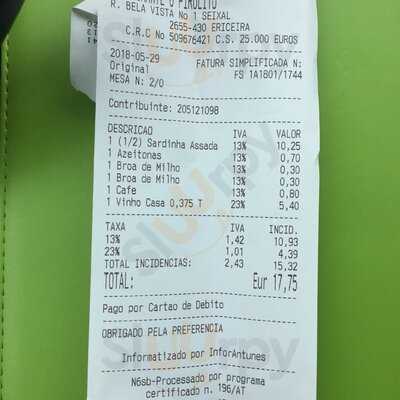 O PIROLITO
R. BELA VISTA No 1 SEIXAL
2655-430 ERICEIRA
C.R.C No 509678421 C.S. 25.000 EUROS
2018-05-29 FATURA SIMPLIFICADA N:
Original FS 1A1801/1744
MESA N: 2/0
Contribuinte: 205121098
DESCRICAO IVA VALOR
1 (1/2) Sardinha Assada 13% 10,25
1 Azeitonas 13% 0,70
1 Broa de Milho 13% 0,30
1 Broa de Milho 13% 0,30
1 Cafe 13% 0,80
1 Vinho Casa 0,375 T 23% 5,40
TAXA IVA INCID.
13% 1,42 10,93
23% 1,01 4,39
TOTAL INCIDENCIAS: 2,43 15,32
TOTAL: Eur 17,75
Pago por Cartao de Debito
OBRIGADO PELA PREFERENCIA
Informatizado por InforAntunes
N6sb-Processado por programa
certificado n. 196/AT
sluurpy